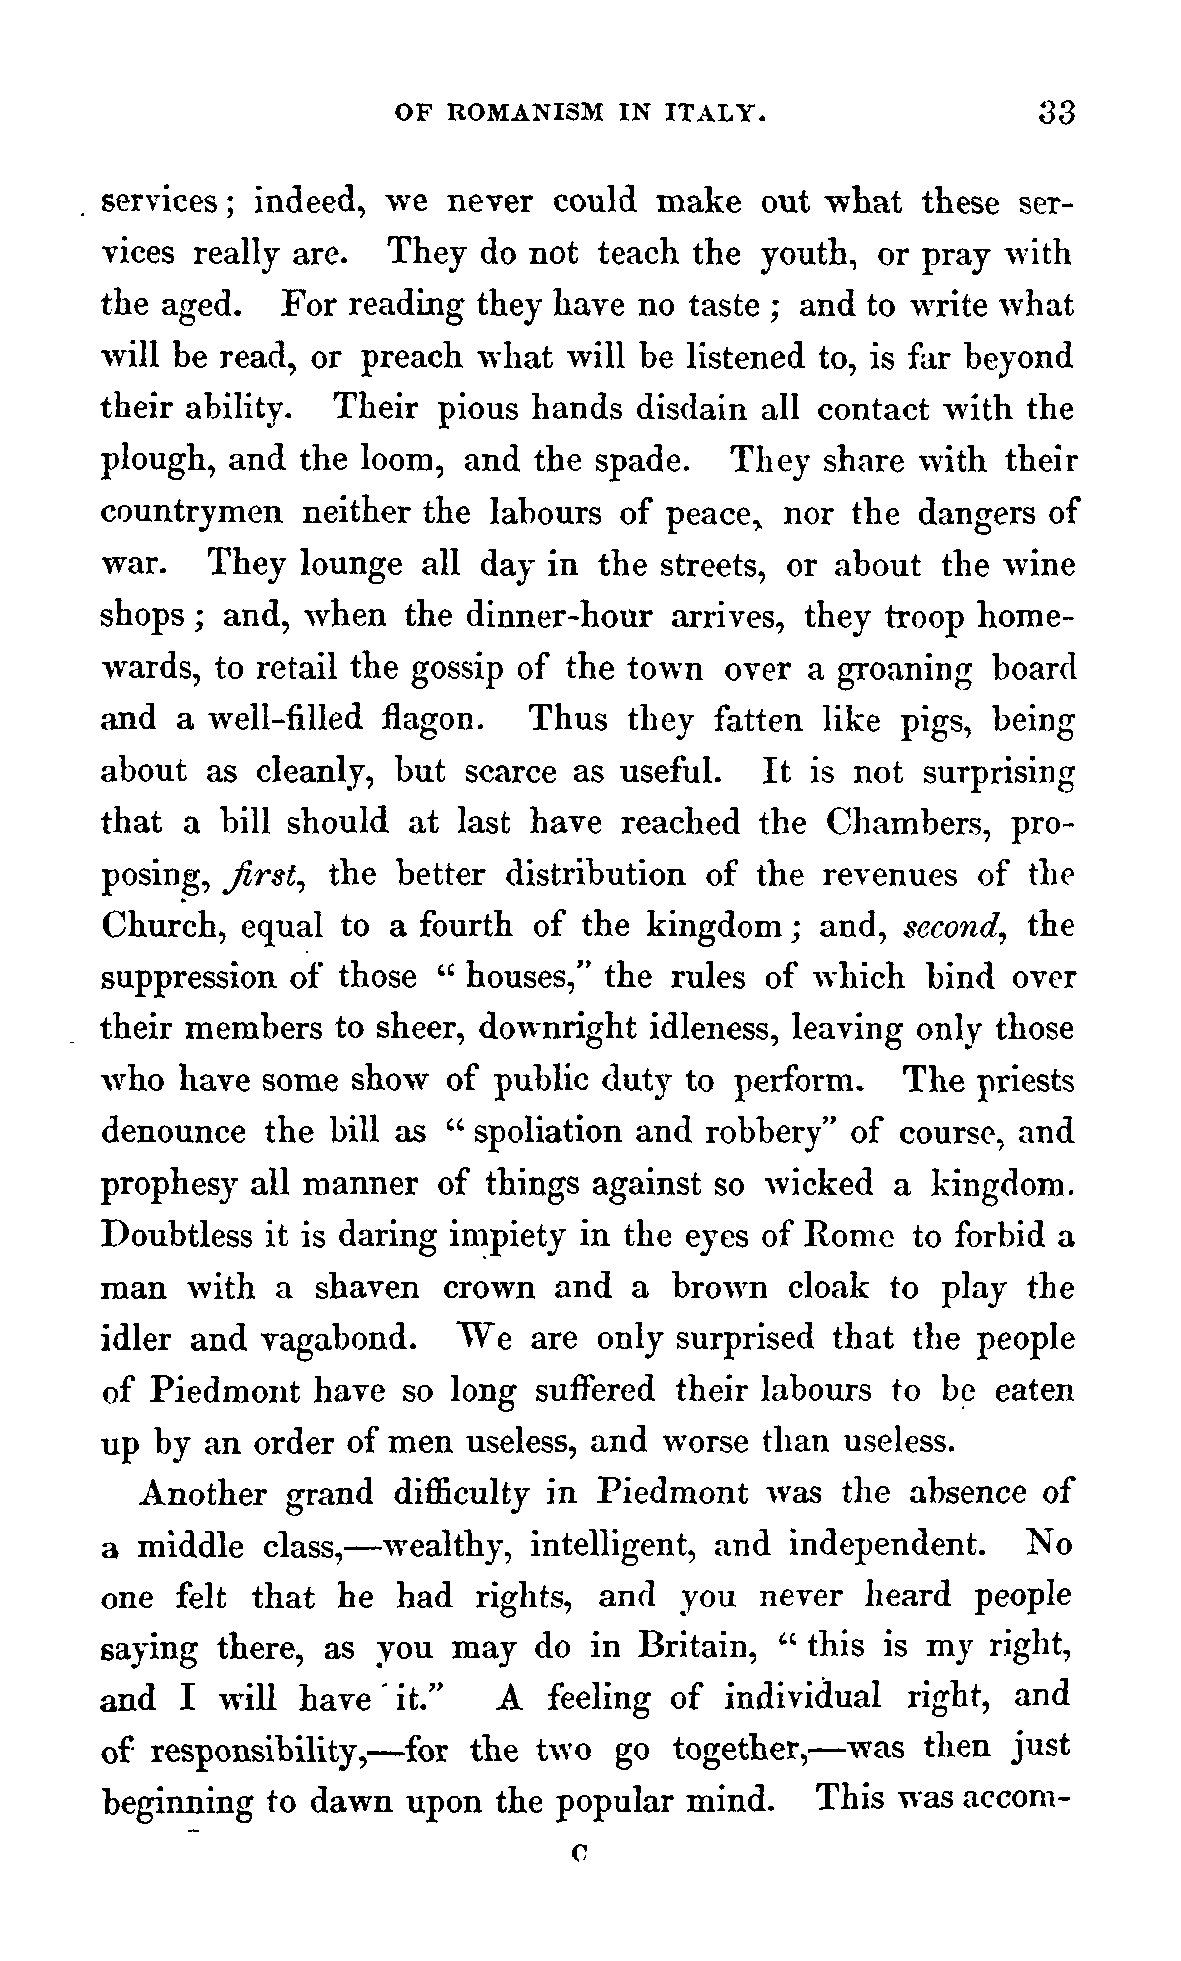 OF ROMANISM IN ITALY. 33
services; indeed, we never could make out what these ser-
vices really are. They do not teach the youth, or pray with
the aged. For reading they have no taste; and to write what
will be read, or preach what will be listened to, is far beyond
their ability. Their pious hands disdain all contact with the
plough, and the loom, and the spade. They share with their
countrymen neither the labours of peace, nor the dangers of
war. They lounge all day in the streets, or about the wine
shops; and, when the dinner-hour arrives, they troop home-
wards, to retail the gossip of the town over a groaning board
and a well-filled flagon. Thus they fatten like pigs, being
about as cleanly, but scarce as useful. It is not surprising
that a bill should at last have reached the Chambers, pro-
posing, first, the better distribution of the revenues of the
Church, equal to a fourth of the kingdom; and, second, the
suppression of those “houses,” the rules of which bind over
their members to sheer, downright idleness, leaving only those
who have some show of public duty to perform. The priests
denounce the bill as “spoliation and robbery” of course, and
prophesy all manner of things against so wicked a kingdom.
Doubtless it is daring impiety in the eyes of Rome to forbid a
man with a shaven crown and a brown cloak to play the
idler and vagabond. We are only surprised that the people
of Piedmont have so long suffered their labours to be eaten
up by an order of men useless, and worse than useless.
Another grand difficulty in Piedmont was the absence of
a middle class,—wealthy, intelligent, and independent. No
one felt that he had rights, and you never heard people
saying there, as you may do in Britain, “this is my right,
and I will have it.” A feeling of individual right, and
of responsibility,—for the two go together,—was then just
beginning to dawn upon the popular mind. This was accom-
C